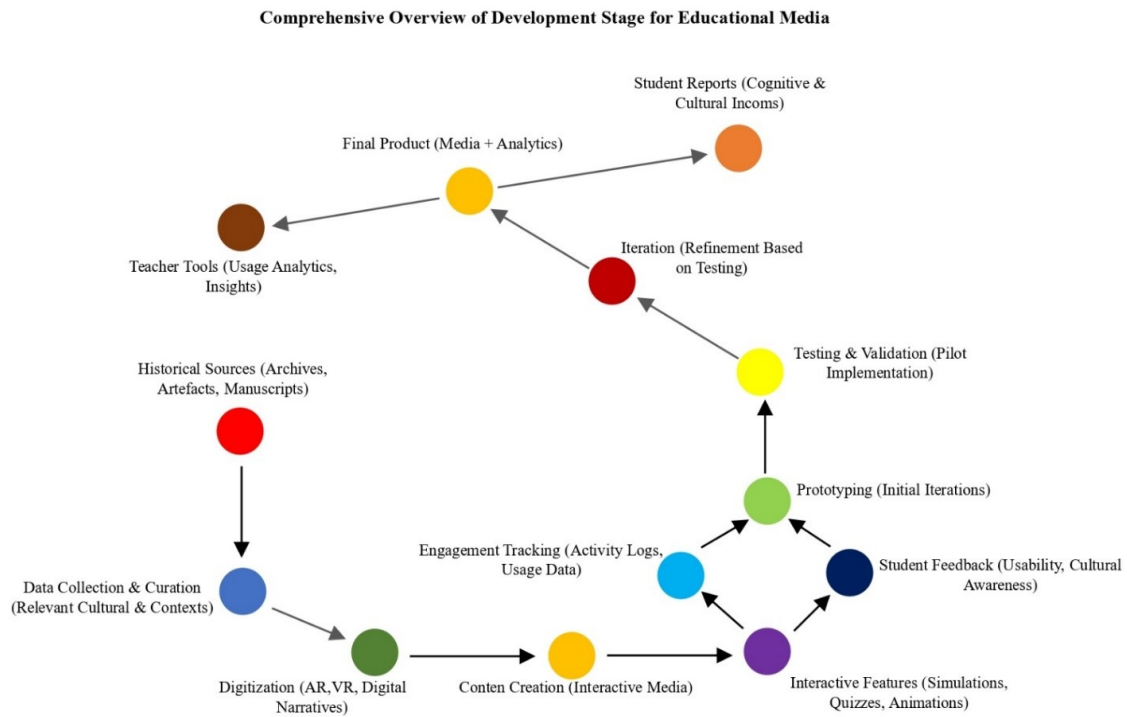 Comprehensive Overview of Development Stage for Educational Media
Student Reports (Cognitive &
Cultural Incoms)
Final Product (Media + Analytics)
Teacher Tools (Usage Analytics,
Insights)
Iteration (Refinement Based
on Testing)
Historical Sources (Archives,
Artefacts, Manuscripts)
Testing & Validation (Pilot
Implementation)
Prototyping (Initial Iterations)
Engagement Tracking (Activity Logs,
Usage Data)
Student Feedback (Usability, Cultural
Awareness)
Data Collection & Curation
(Relevant Cultural & Contexts)
Digitization (AR,VR, Digital
Narratives)
Conten Creation (Interactive Media)
Interactive Features (Simulations,
Quizzes, Animations)